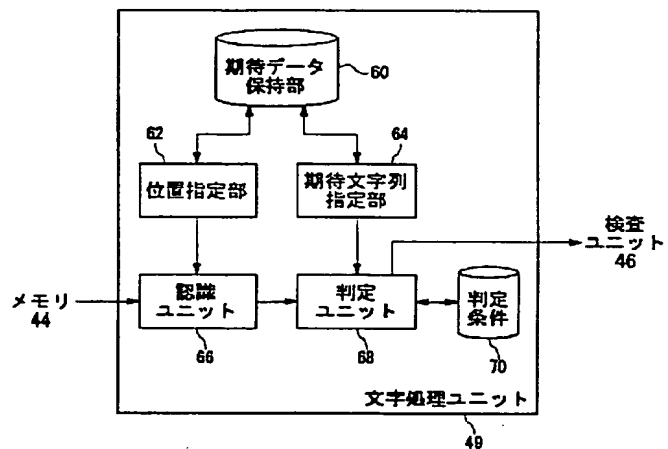 期待データ
保持部
60
62
64
位置指定部
期待文字列
指定部
検査
ユニット
46
メモリ
44
認識
ユニット
判定
ユニット
判定
条件
66
68
70
文字処理ユニット
49